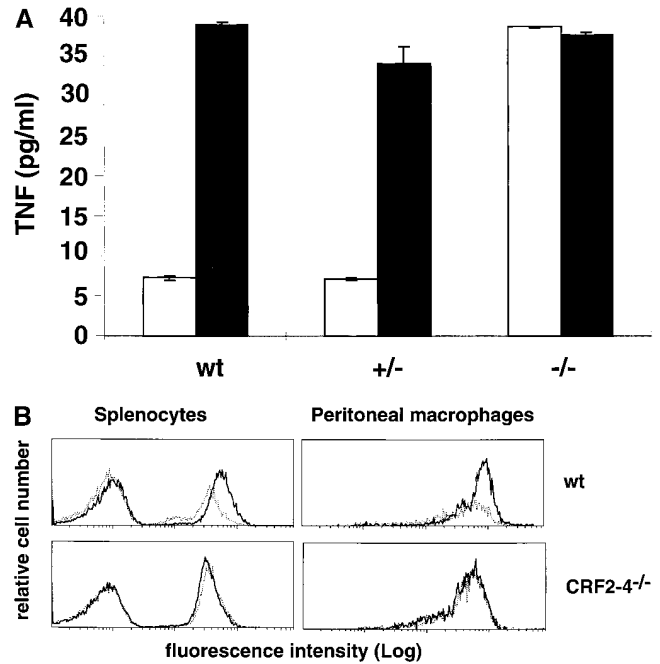 A
TNF (pg/ml)
40
35
30
25
20
15
10
5
0
wt
+/-
-/-
B
Splenocytes
Peritoneal macrophages
relative cell number
wt
CRF2-4-/-
fluorescence intensity (Log)